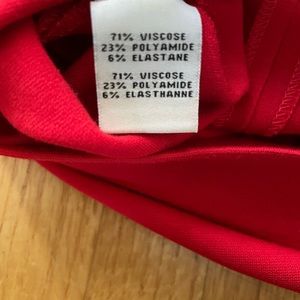 71% VISCOSE
23% POLYAMIDE
6% ELASTANE
71% VISCOSE
23% POLYAMIDE
6% ELASTHANNE